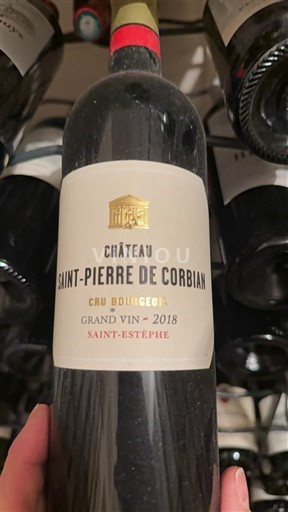 CHÂTEAU
SAINT-PIERRE DE CORBIAN
CRU BOURGEOIS
GRAND VIN - 2018
SAINT-ESTÈPHE